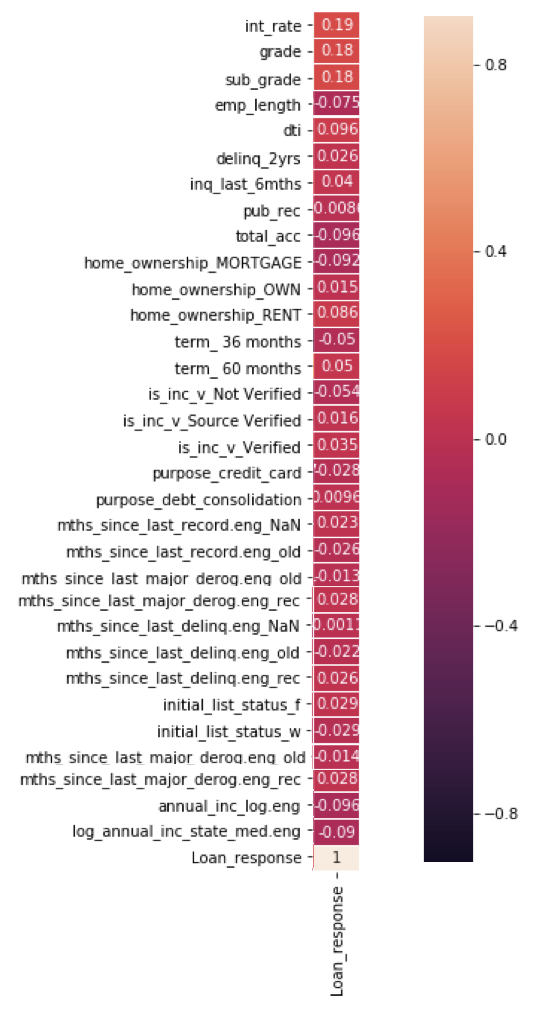 int_rate 0.19
grade 0.18
sub_grade 0.18
emp_length -0.075
dti 0.096
delinq_2yrs 0.026
inq_last_6mths 0.04
pub_rec
total_acc -0.096
home_ownership_MORTGAGE -0.092
home_ownership_OWN 0.015
home_ownership_RENT 0.086
term_ 36 months -0.05
term_ 60 months 0.05
is_inc_v_Not Verified -0.054
is_inc_v_Source Verified 0.016
is_inc_v_Verified 0.035
purpose_credit_card -0.028
purpose_debt_consolidation 0.0096
mths_since_last_record.eng_NaN 0.023
mths_since_last_record.eng_old -0.026
mths_since_last_major_derog.eng_old -0.013
mths_since_last_major_derog.eng_rec 0.028
mths_since_last_delinq.eng_NaN
mths_since_last_delinq.eng_old -0.022
mths_since_last_delinq.eng_rec 0.026
initial_list_status_f 0.029
initial_list_status_w -0.029
mths_since_last_major_derog.eng_old -0.014
mths_since_last_major_derog.eng_rec 0.028
annual_inc_log.eng -0.096
log_annual_inc_state_med.eng -0.09
Loan_response 1
Loan_response
0.8
0.4
0.0
−0.4
−0.8